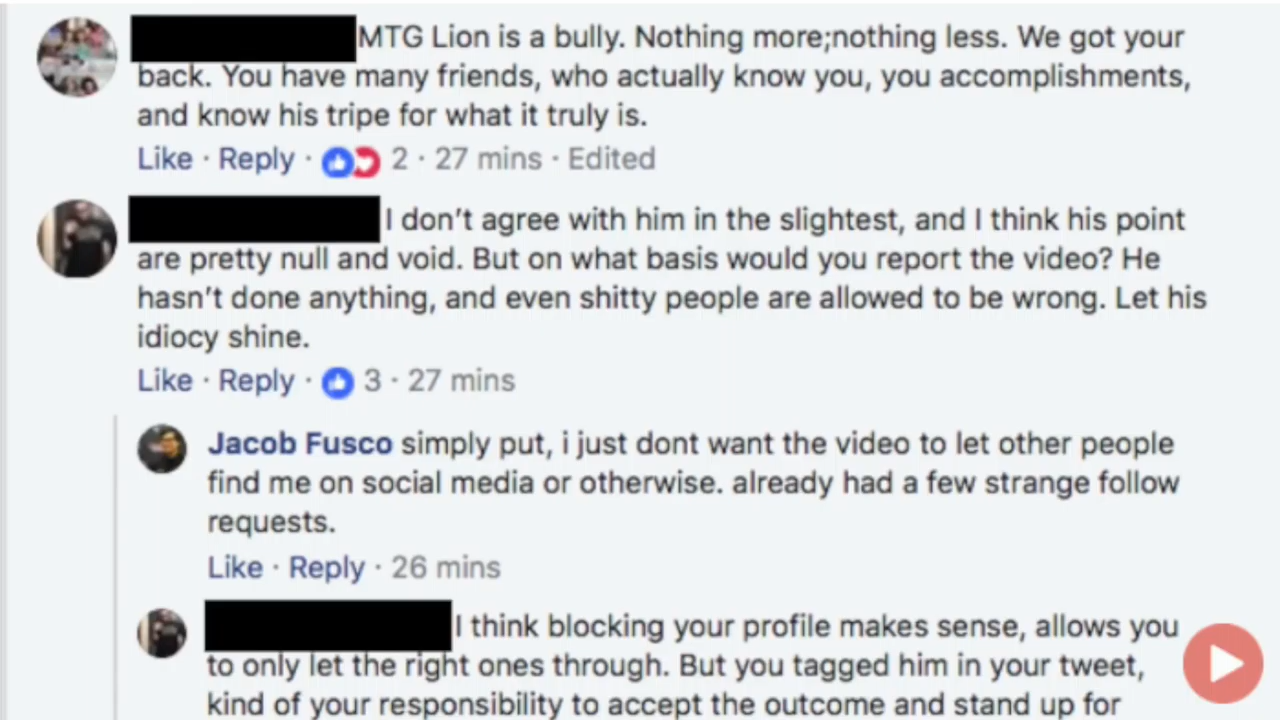 MTG Lion is a bully. Nothing more;nothing less. We got your
back. You have many friends, who actually know you, you accomplishments,
and know his tripe for what it truly is.
Like · Reply · 2 · 27 mins · Edited
I don't agree with him in the slightest, and I think his point
are pretty null and void. But on what basis would you report the video? He
hasn't done anything, and even shitty people are allowed to be wrong. Let his
idiocy shine.
Like · Reply · 3 · 27 mins
Jacob Fusco simply put, i just dont want the video to let other people
find me on social media or otherwise. already had a few strange follow
requests.
Like · Reply · 26 mins
I think blocking your profile makes sense, allows you
to only let the right ones through. But you tagged him in your tweet,
kind of your responsibility to accept the outcome and stand up for